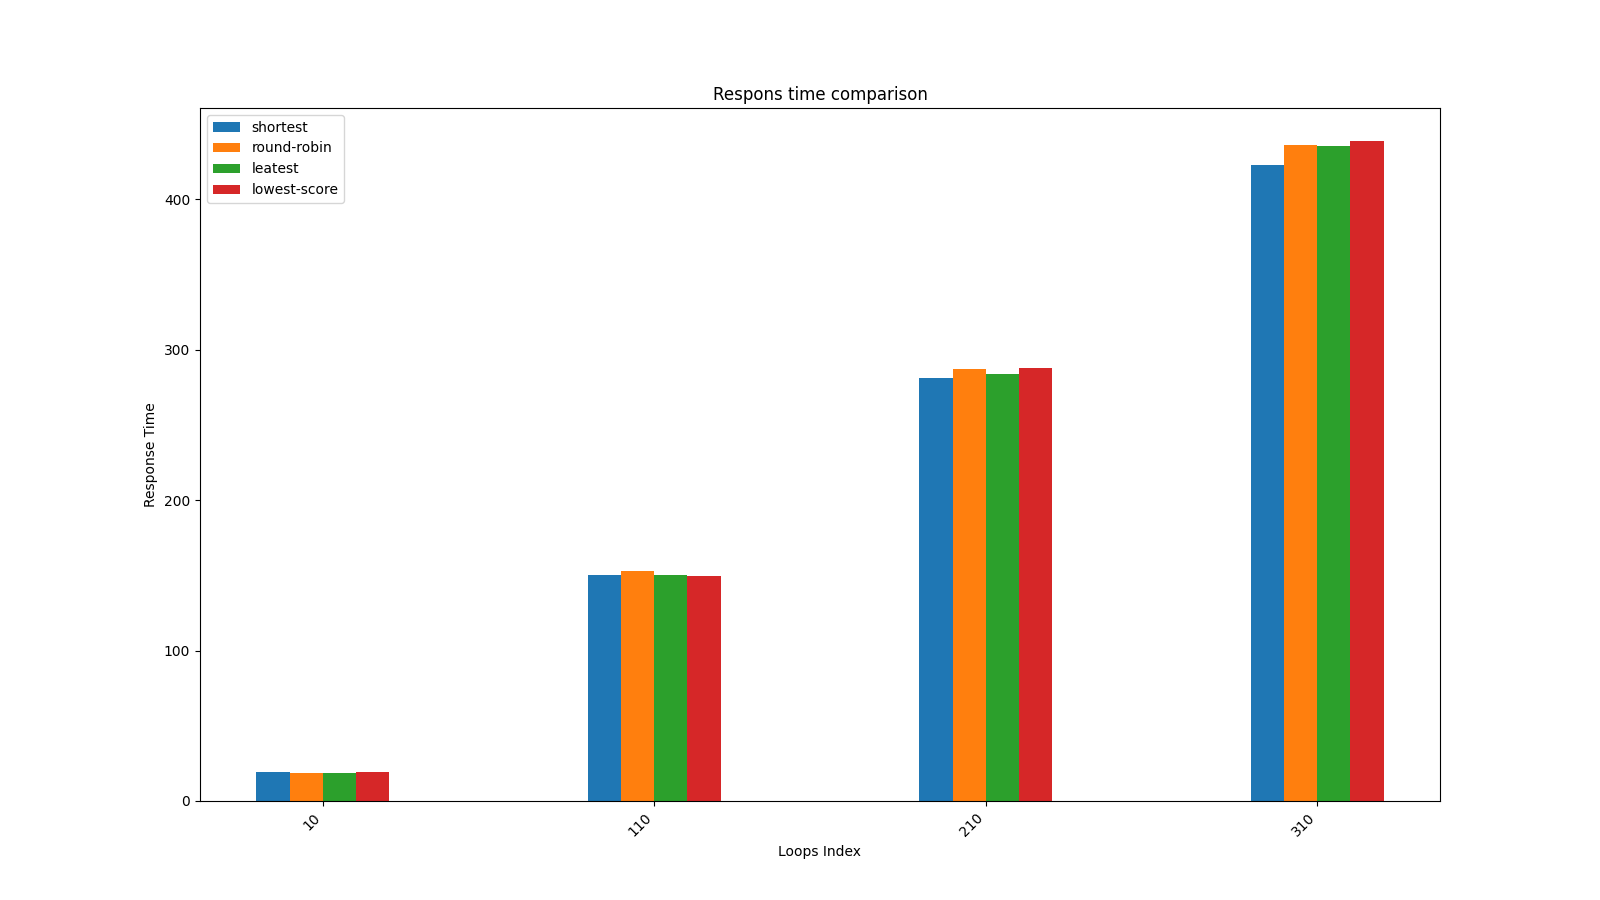 Respons time comparison
shortest
round-robin
leatest
lowest-score
Response Time
400
300
200
100
0
10
110
210
310
Loops Index